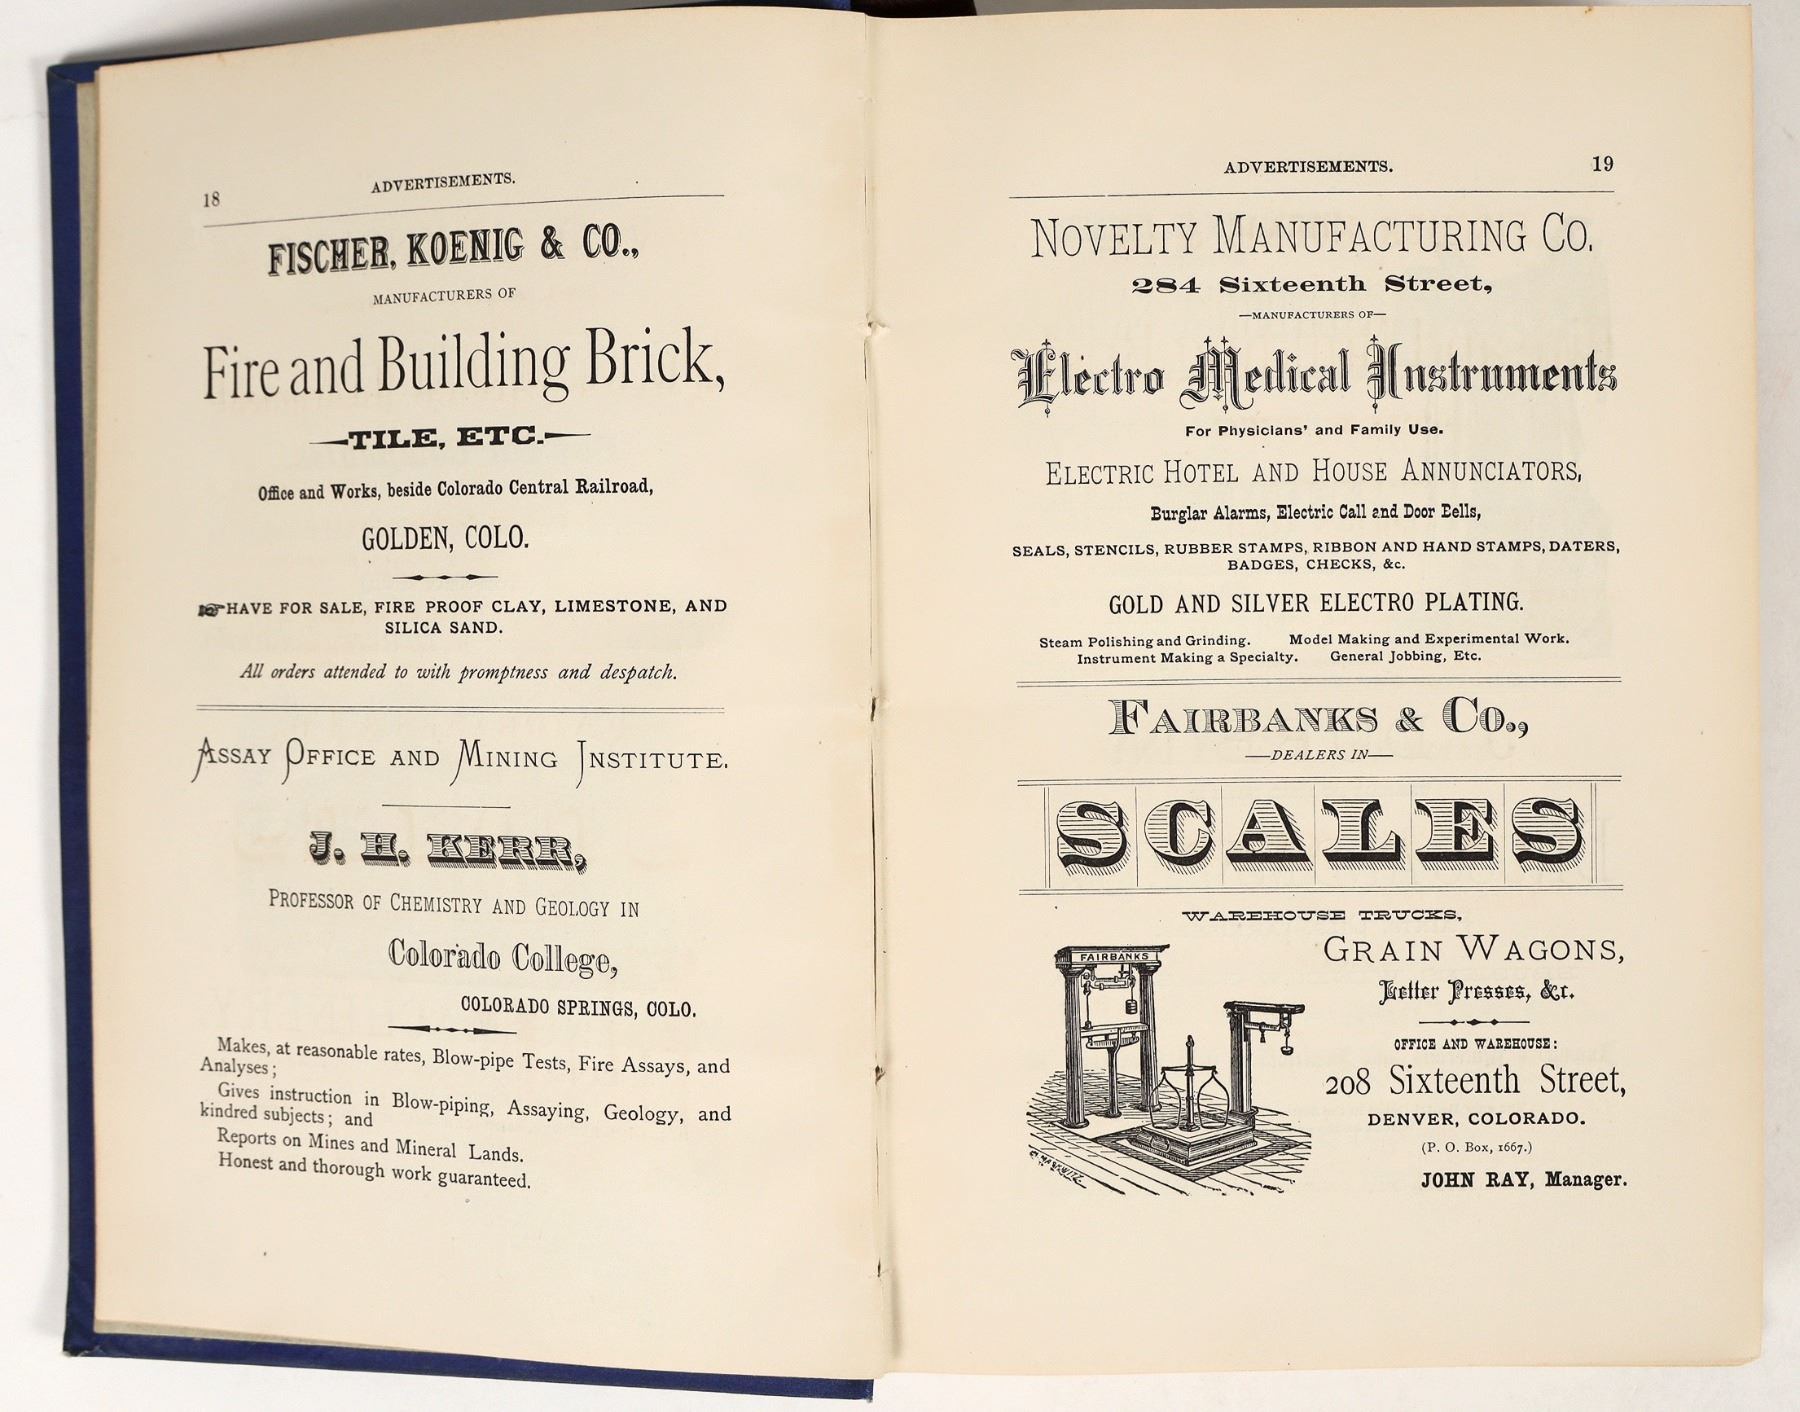 18
ADVERTISEMENTS.
FISCHER, KOENIG & CO.,
MANUFACTURERS OF
Fire and Building Brick,
TILE, ETC.
Office and Works, beside Colorado Central Railroad,
GOLDEN, COLO.
HAVE FOR SALE, FIRE PROOF CLAY, LIMESTONE, AND
SILICA SAND.
All orders attended to with promptness and despatch.
ASSAY OFFICE AND MINING INSTITUTE.
J. H. KERR,
PROFESSOR OF CHEMISTRY AND GEOLOGY IN
Colorado College,
COLORADO SPRINGS, COLO.
Makes, at reasonable rates, Blow-pipe Tests, Fire Assays, and
Analyses;
Gives instruction in Blow-piping, Assaying, Geology, and
kindred subjects; and
Reports on Mines and Mineral Lands.
Honest and thorough work guaranteed.
ADVERTISEMENTS.
19
NOVELTY MANUFACTURING CO.
284 Sixteenth Street,
—MANUFACTURERS OF—
Electro Medical Instruments
For Physicians' and Family Use.
ELECTRIC HOTEL AND HOUSE ANNUNCIATORS,
Burglar Alarms, Electric Call and Door Bells,
SEALS, STENCILS, RUBBER STAMPS, RIBBON AND HAND STAMPS, DATERS,
BADGES, CHECKS, &c.
GOLD AND SILVER ELECTRO PLATING.
Steam Polishing and Grinding. Model Making and Experimental Work.
Instrument Making a Specialty. General Jobbing, Etc.
FAIRBANKS & CO.,
—DEALERS IN—
SCALES
WAREHOUSE TRUCKS,
FAIRBANKS
GRAIN WAGONS,
Letter Presses, &c.
OFFICE AND WAREHOUSE:
208 Sixteenth Street,
DENVER, COLORADO.
(P. O. Box, 1667.)
JOHN RAY, Manager.